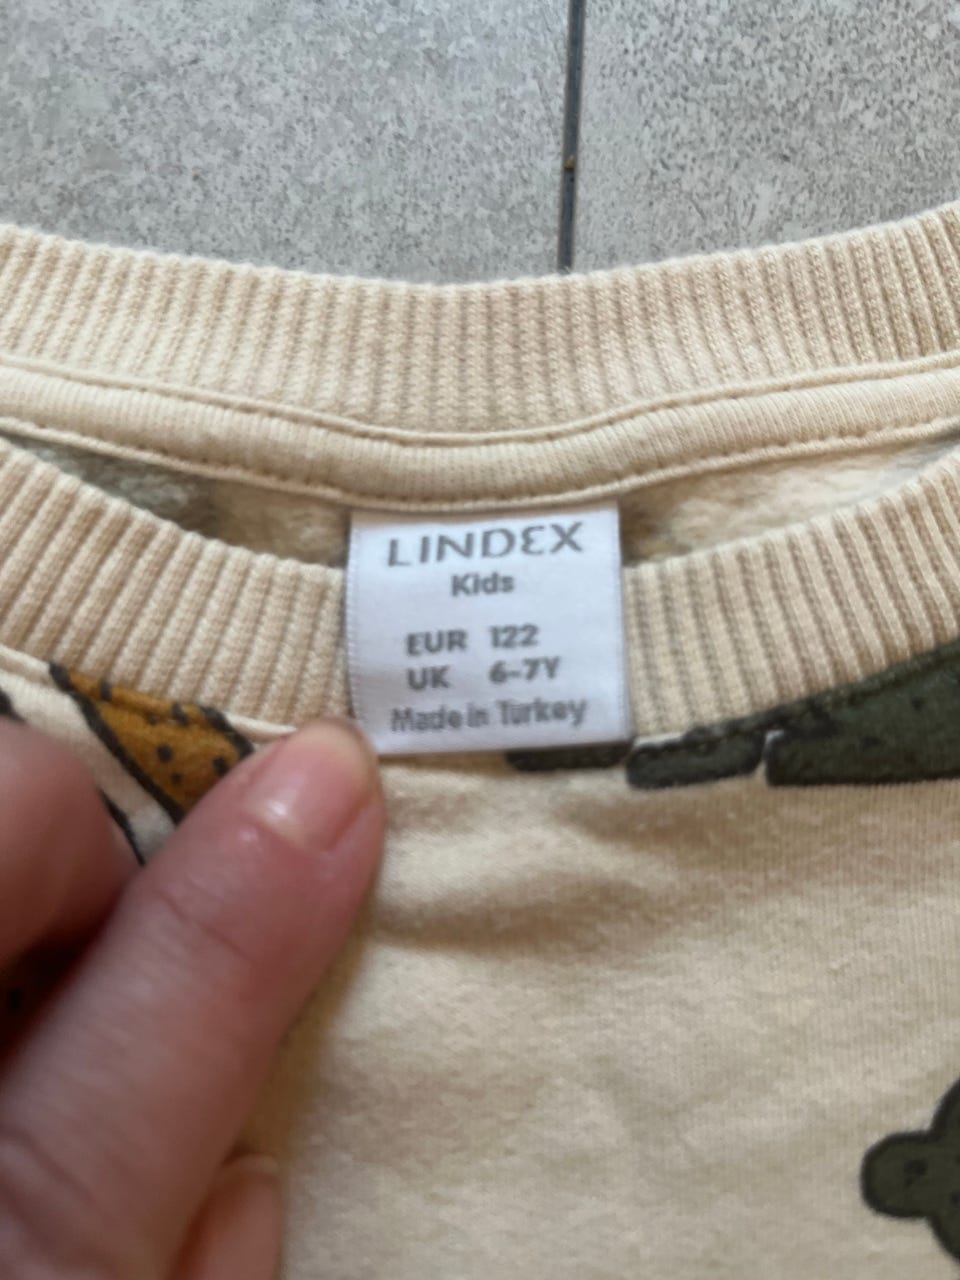 LINDEX
Kids
EUR 122
UK 6-7Y
Made in Turkey